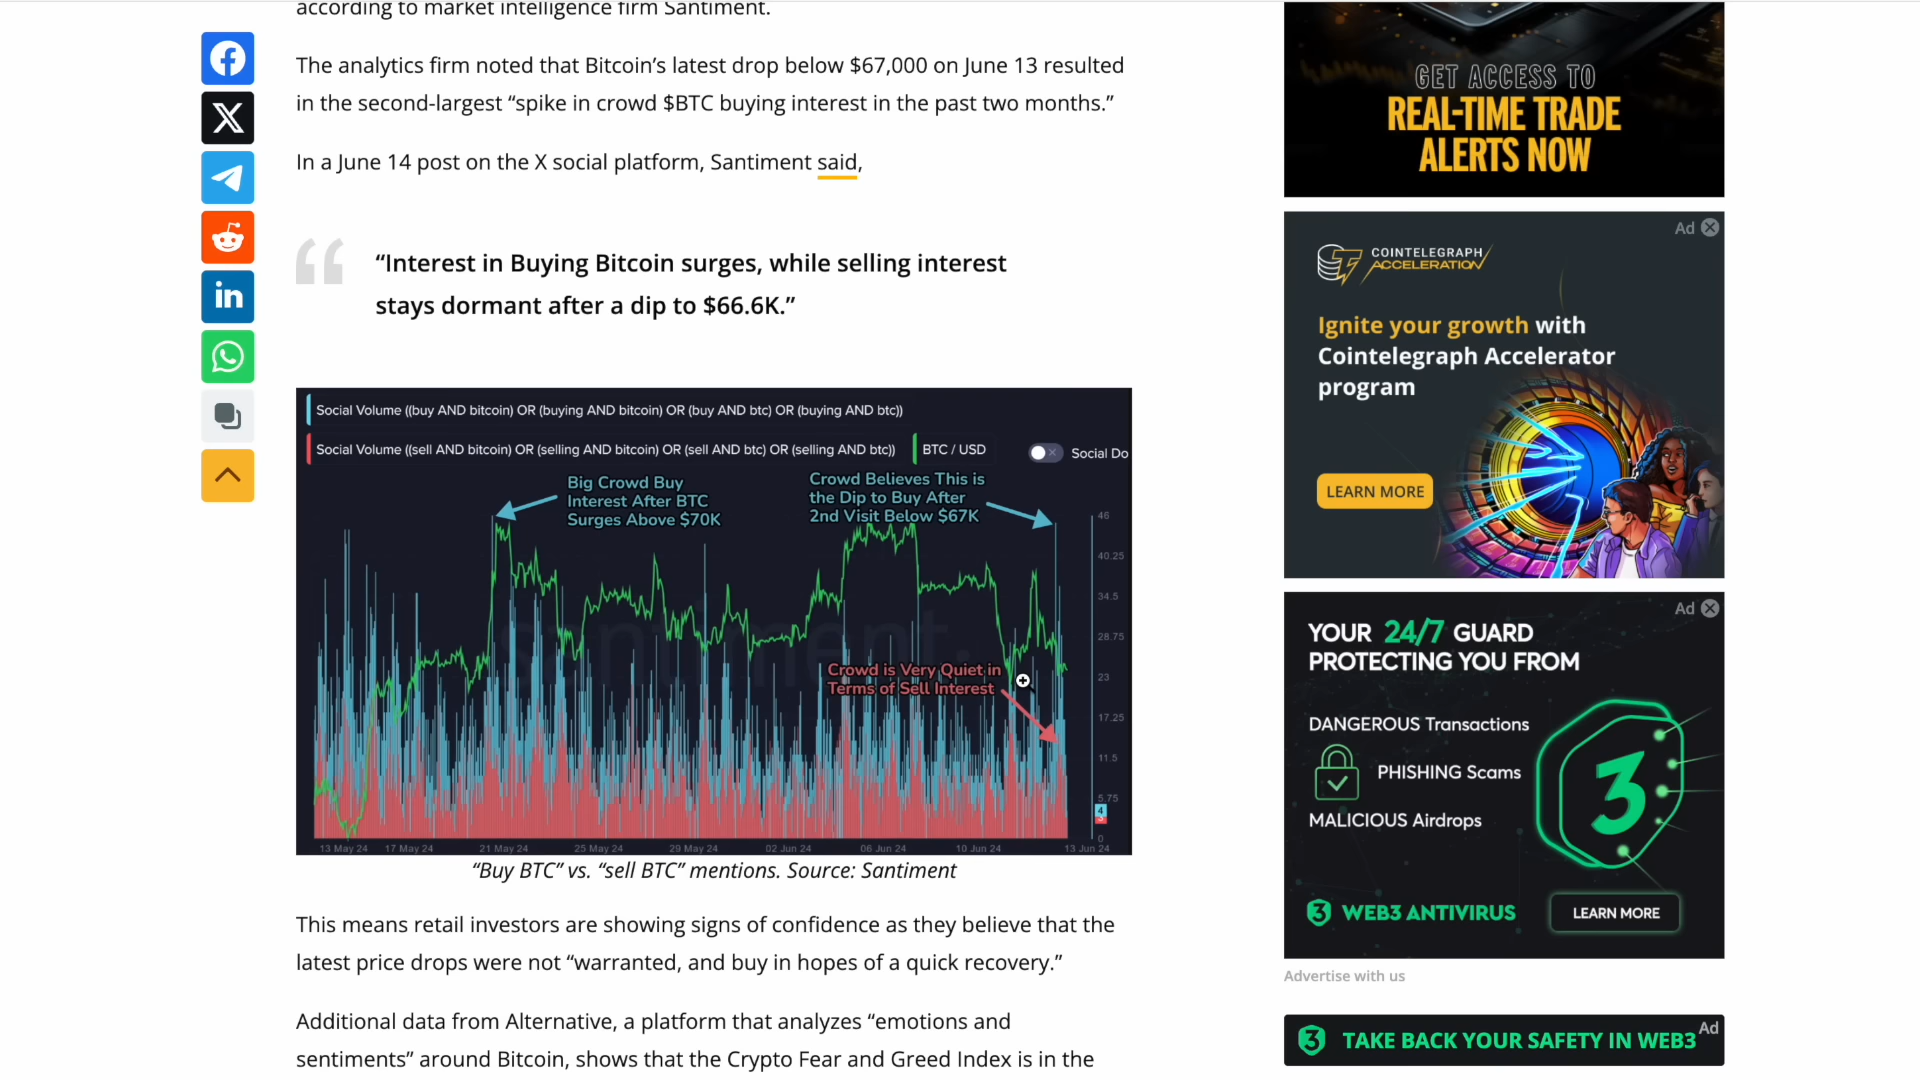 according to market intelligence firm Santiment.
The analytics firm noted that Bitcoin’s latest drop below $67,000 on June 13 resulted
in the second-largest “spike in crowd $BTC buying interest in the past two months.”
In a June 14 post on the X social platform, Santiment said,
“Interest in Buying Bitcoin surges, while selling interest
stays dormant after a dip to $66.6K.”
Social Volume ((buy AND bitcoin) OR (buying AND bitcoin) OR (buy AND btc) OR (buying AND btc))
Social Volume ((sell AND bitcoin) OR (selling AND bitcoin) OR (sell AND btc) OR (selling AND btc))
BTC / USD
Social Do
Big Crowd Buy
Interest After BTC
Surges Above $70K
Crowd Believes This is
the Dip to Buy After
2nd Visit Below $67K
Crowd is Very Quiet in
Terms of Sell Interest
santiment
46
40.25
34.5
28.75
23
17.25
11.5
5.75
4
3
0
13 May 24
17 May 24
21 May 24
25 May 24
29 May 24
02 Jun 24
06 Jun 24
10 Jun 24
13 Jun 24
“Buy BTC” vs. “sell BTC” mentions. Source: Santiment
This means retail investors are showing signs of confidence as they believe that the
latest price drops were not “warranted, and buy in hopes of a quick recovery.”
Additional data from Alternative, a platform that analyzes “emotions and
sentiments” around Bitcoin, shows that the Crypto Fear and Greed Index is in the
GET ACCESS TO
REAL-TIME TRADE
ALERTS NOW
Ad
COINTELEGRAPH
ACCELERATION
Ignite your growth with
Cointelegraph Accelerator
program
LEARN MORE
Ad
YOUR 24/7 GUARD
PROTECTING YOU FROM
DANGEROUS Transactions
PHISHING Scams
MALICIOUS Airdrops
3
3 WEB3 ANTIVIRUS
LEARN MORE
Advertise with us
3 TAKE BACK YOUR SAFETY IN WEB3
Ad